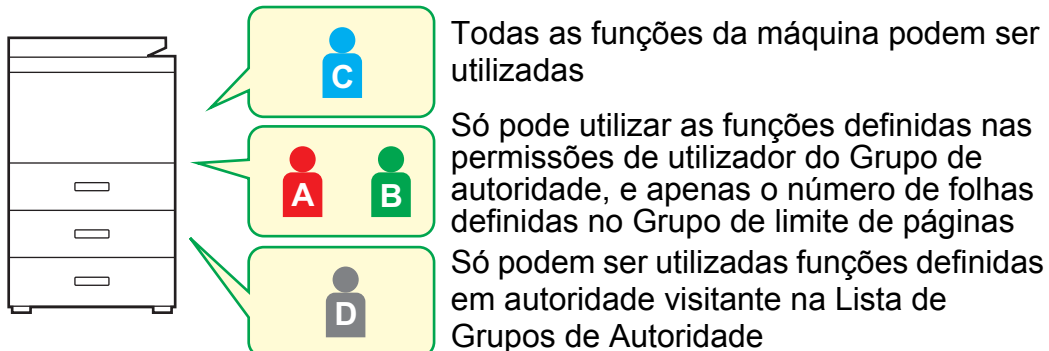 C
Todas as funções da máquina podem ser
utilizadas
A B
Só pode utilizar as funções definidas nas
permissões de utilizador do Grupo de
autoridade, e apenas o número de folhas
definidas no Grupo de limite de páginas
D
Só podem ser utilizadas funções definidas
em autoridade visitante na Lista de
Grupos de Autoridade